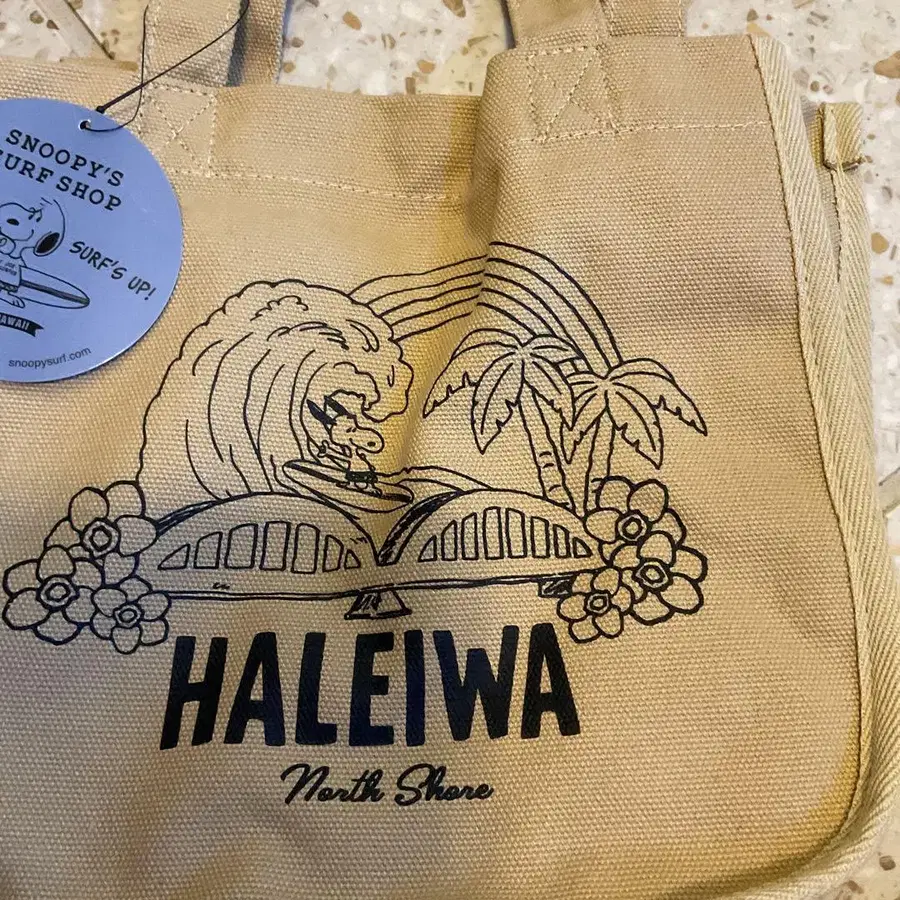 SNOOPY'S
SURF SHOP
SURF'S UP!
HAWAII
snoopysurf.com
HALEIWA
North Shore